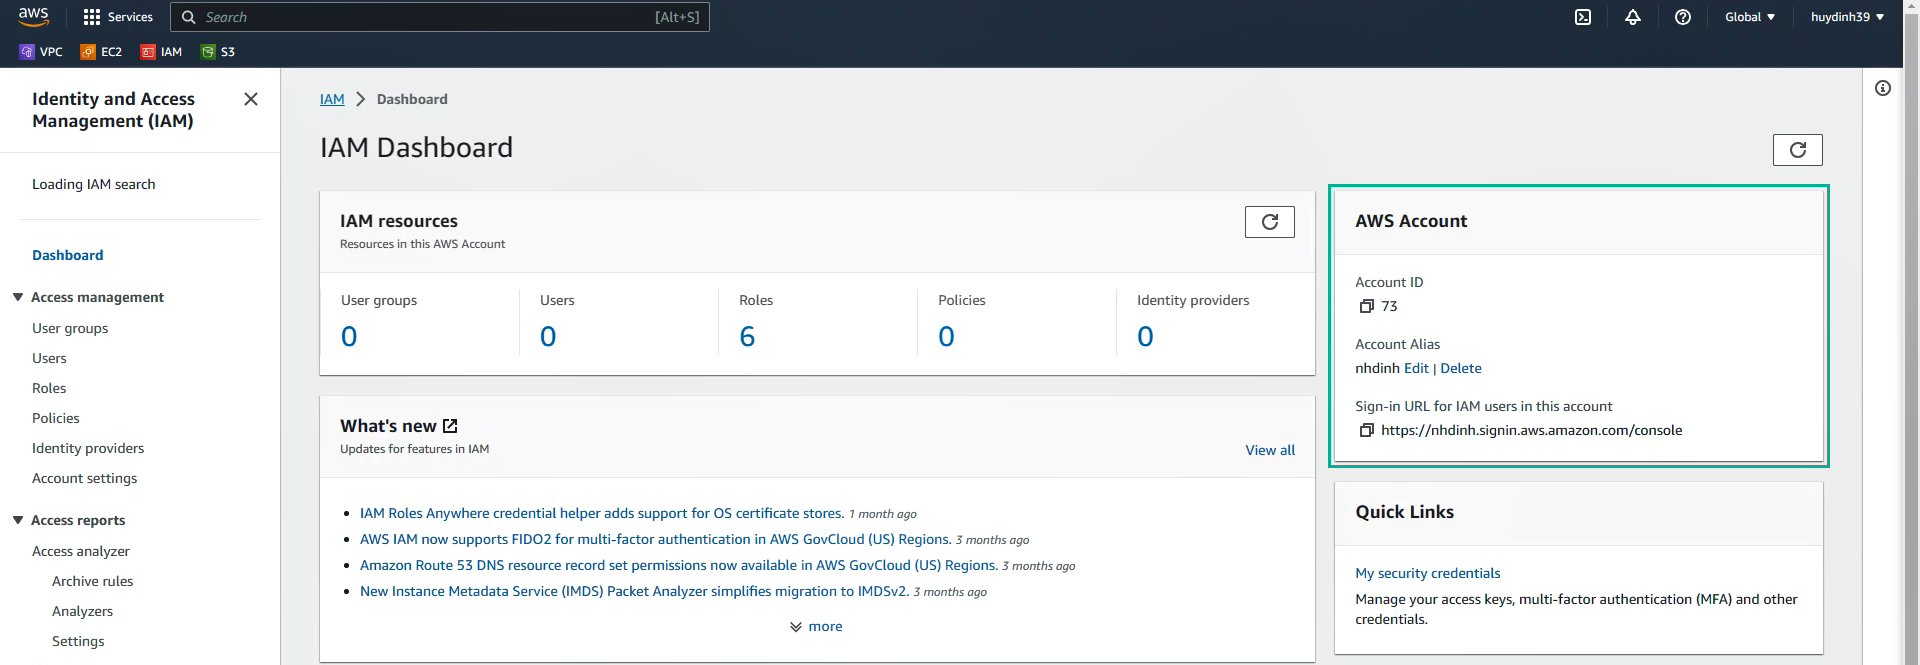 aws
Services
Search
[Alt+S]
Global
huydinh39
VPC
EC2
IAM
S3
Identity and Access
Management (IAM)
Loading IAM search
Dashboard
Access management
User groups
Users
Roles
Policies
Identity providers
Account settings
Access reports
Access analyzer
Archive rules
Analyzers
Settings
IAM
Dashboard
IAM Dashboard
IAM resources
Resources in this AWS Account
User groups
0
Users
0
Roles
6
Policies
0
Identity providers
0
What's new
Updates for features in IAM
View all
IAM Roles Anywhere credential helper adds support for OS certificate stores. 1 month ago
AWS IAM now supports FIDO2 for multi-factor authentication in AWS GovCloud (US) Regions. 3 months ago
Amazon Route 53 DNS resource record set permissions now available in AWS GovCloud (US) Regions. 3 months ago
New Instance Metadata Service (IMDS) Packet Analyzer simplifies migration to IMDSv2. 3 months ago
more
AWS Account
Account ID
73
Account Alias
nhdinh Edit | Delete
Sign-in URL for IAM users in this account
https://nhdinh.signin.aws.amazon.com/console
Quick Links
My security credentials
Manage your access keys, multi-factor authentication (MFA) and other
credentials.